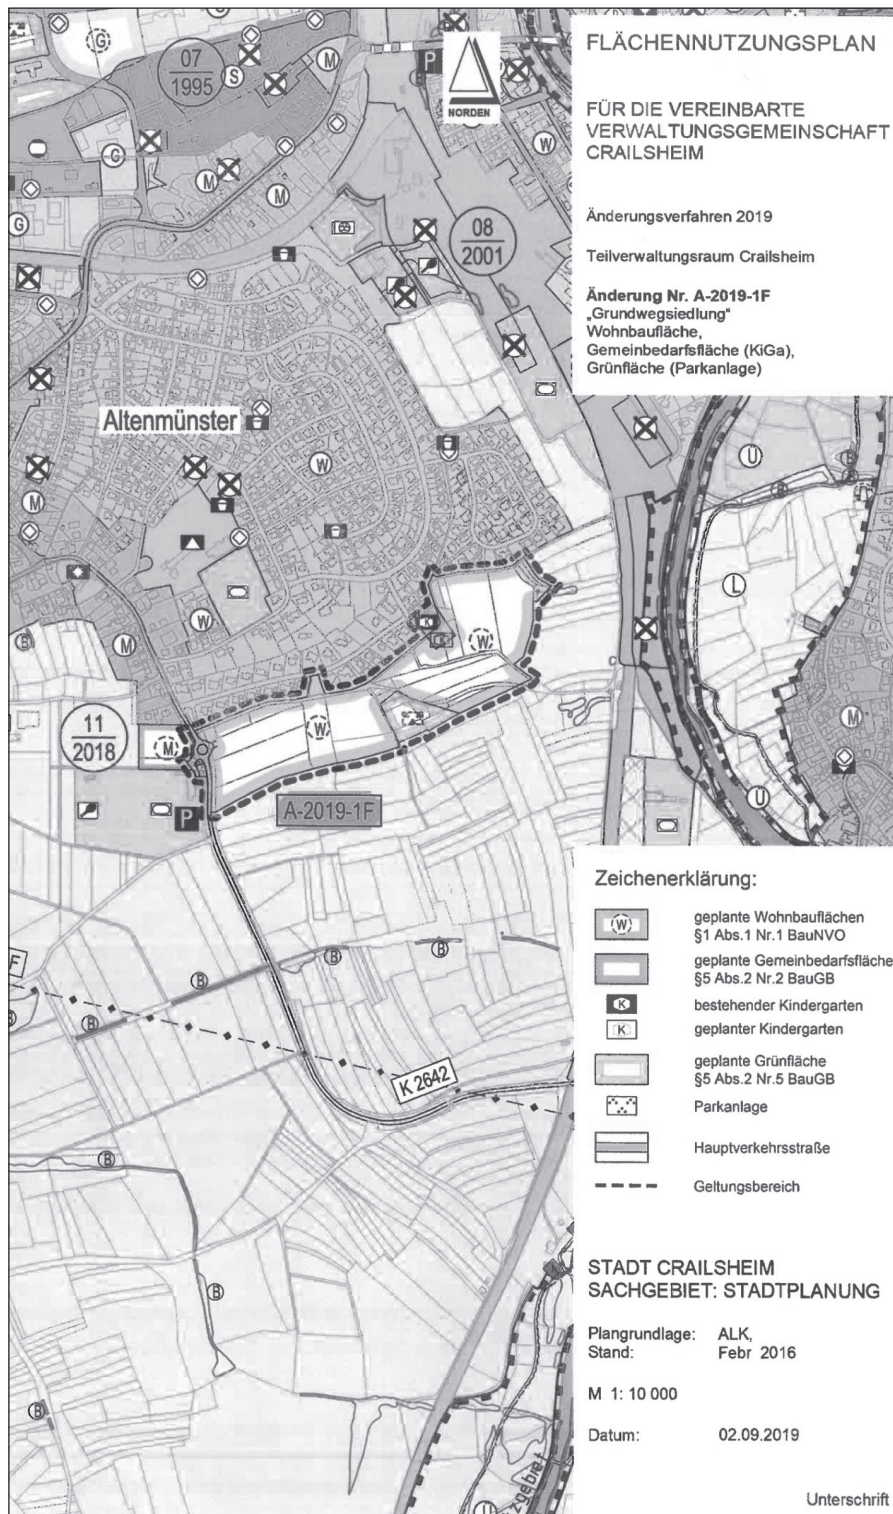 FLÄCHENNUTZUNGSPLAN
FÜR DIE VEREINBARTE
VERWALTUNGSGEMEINSCHAFT
CRAILSHEIM
Änderungsverfahren 2019
Teilverwaltungsraum Crailsheim
Änderung Nr. A-2019-1F
„Grundwegsiedlung"
Wohnbaufläche,
Gemeinbedarfsfläche (KiGa),
Grünfläche (Parkanlage)
NORDEN
07
1995
S
M
G
P
W
G
M
M
G
08
2001
Altenmünster
W
M
Ü
B
L
W
M
K
K
W
M
11
2018
M
W
P
A-2019-1F
Ü
B
B
B
B
F
K 2642
B
B
B
Ü
zgebiet
Zeichenerklärung:
W geplante Wohnbauflächen
§1 Abs.1 Nr.1 BauNVO
geplante Gemeinbedarfsfläche
§5 Abs.2 Nr.2 BauGB
K bestehender Kindergarten
K geplanter Kindergarten
geplante Grünfläche
§5 Abs.2 Nr.5 BauGB
Parkanlage
Hauptverkehrsstraße
Geltungsbereich
STADT CRAILSHEIM
SACHGEBIET: STADTPLANUNG
Plangrundlage: ALK,
Stand: Febr 2016
M 1: 10 000
Datum: 02.09.2019
Unterschrift